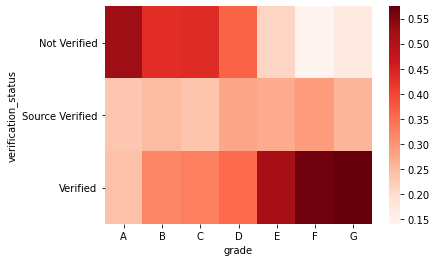 verification_status
Not Verified
Source Verified
Verified
A B C D E F G
grade
0.55
0.50
0.45
0.40
0.35
0.30
0.25
0.20
0.15